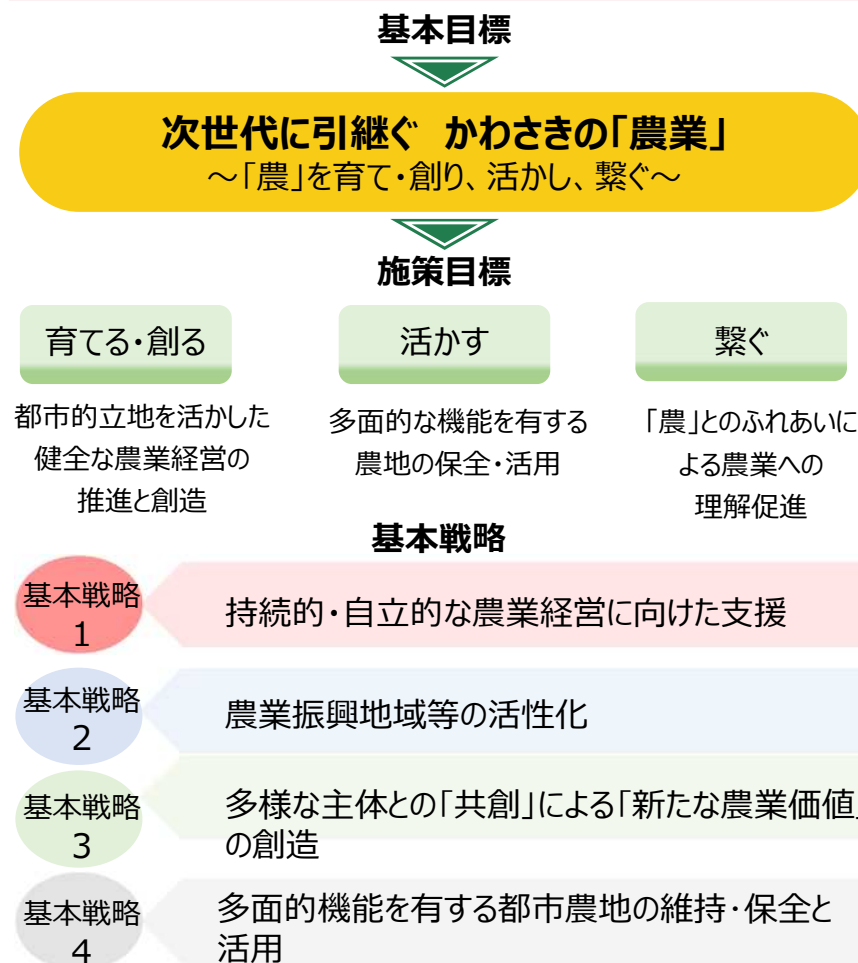 基本目標
次世代に引継ぐ かわさきの「農業」
～「農」を育て・創り、活かし、繋ぐ～
施策目標
育てる・創る
活かす
繋ぐ
都市的立地を活かした
健全な農業経営の
推進と創造
多面的な機能を有する
農地の保全・活用
「農」とのふれあいに
よる農業への
理解促進
基本戦略
基本戦略
1
持続的・自立的な農業経営に向けた支援
基本戦略
2
農業振興地域等の活性化
基本戦略
3
多様な主体との「共創」による「新たな農業価値」
の創造
基本戦略
4
多面的機能を有する都市農地の維持・保全と
活用